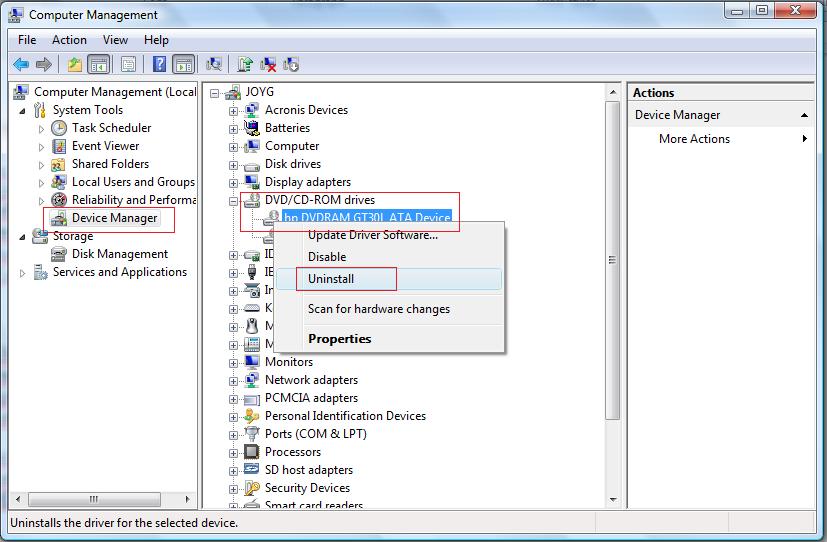 Computer Management
File Action View Help
Computer Management (Local
System Tools
Task Scheduler
Event Viewer
Shared Folders
Local Users and Groups
Reliability and Performa
Device Manager
Storage
Disk Management
Services and Applications
JOYG
Acronis Devices
Batteries
Computer
Disk drives
Display adapters
DVD/CD-ROM drives
hp DVDRAM GT30L ATA Device
ID
IE
In
K
M
M
Monitors
Network adapters
PCMCIA adapters
Personal Identification Devices
Ports (COM & LPT)
Processors
SD host adapters
Security Devices
Smart card readers
Update Driver Software...
Disable
Uninstall
Scan for hardware changes
Properties
Actions
Device Manager
More Actions
Uninstalls the driver for the selected device.